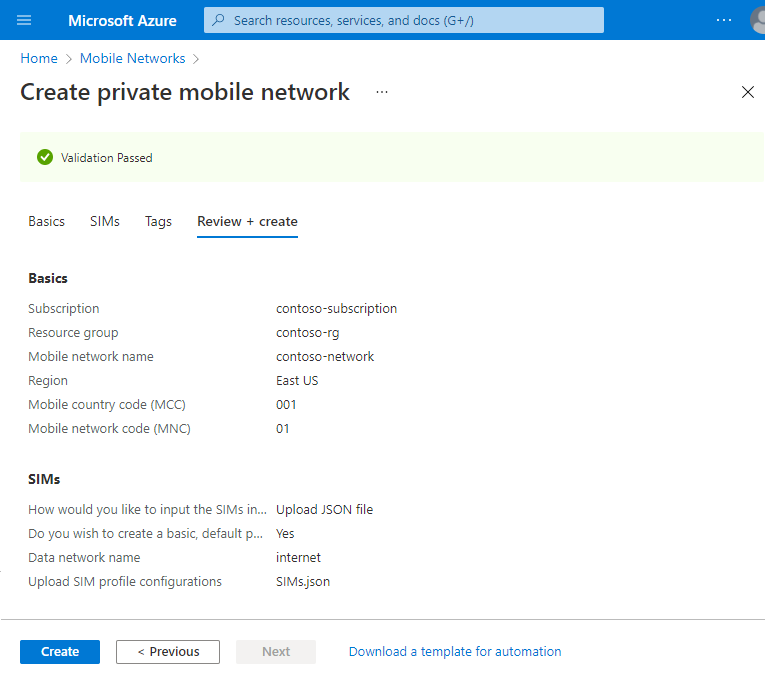 Microsoft Azure
Search resources, services, and docs (G+/)
...
Home > Mobile Networks >
Create private mobile network ...
Validation Passed
Basics SIMs Tags Review + create
Basics
Subscription contoso-subscription
Resource group contoso-rg
Mobile network name contoso-network
Region East US
Mobile country code (MCC) 001
Mobile network code (MNC) 01
SIMs
How would you like to input the SIMs in... Upload JSON file
Do you wish to create a basic, default p... Yes
Data network name internet
Upload SIM profile configurations SIMs.json
Create < Previous Next Download a template for automation